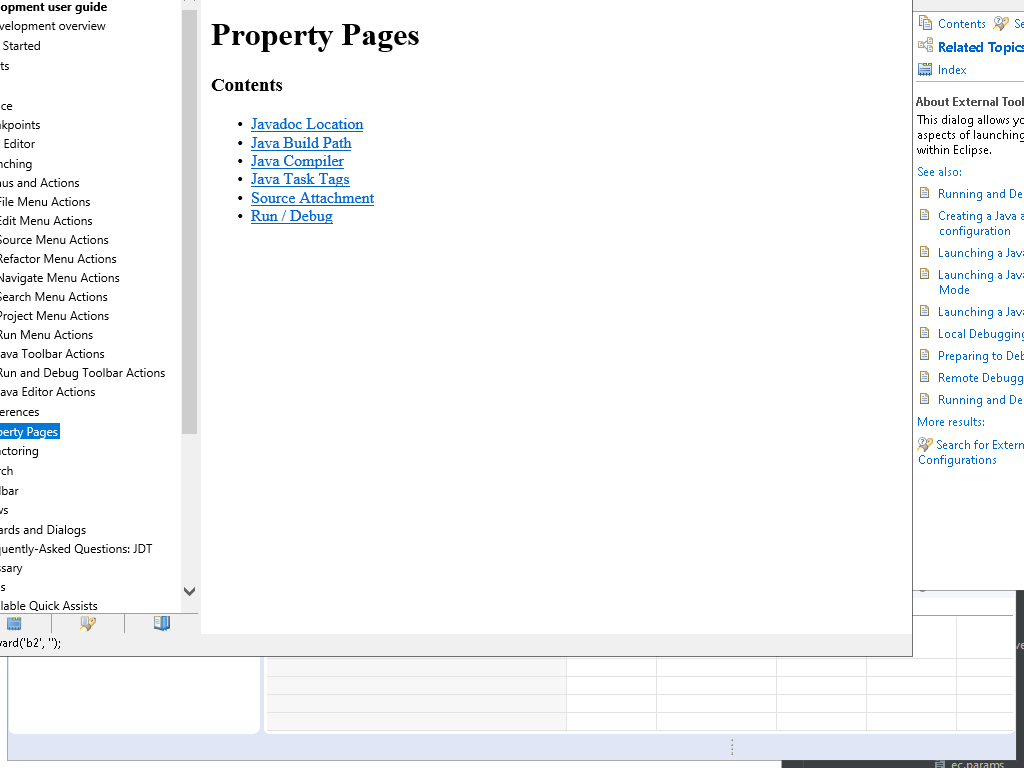 opment user guide
velopment overview
Started
ts
ce
kpoints
Editor
nching
nus and Actions
File Menu Actions
Edit Menu Actions
Source Menu Actions
Refactor Menu Actions
Navigate Menu Actions
Search Menu Actions
Project Menu Actions
Run Menu Actions
ava Toolbar Actions
Run and Debug Toolbar Actions
ava Editor Actions
erences
perty Pages
actoring
rch
lbar
ws
ards and Dialogs
quently-Asked Questions: JDT
ssary
s
lable Quick Assists
vard('b2', '');
Property Pages
Contents
• Javadoc Location
• Java Build Path
• Java Compiler
• Java Task Tags
• Source Attachment
• Run / Debug
Contents Se
Related Topics
Index
About External Tool
This dialog allows yo
aspects of launching
within Eclipse.
See also:
Running and De
Creating a Java a
configuration
Launching a Java
Launching a Java
Mode
Launching a Java
Local Debugging
Preparing to Deb
Remote Debugg
Running and De
More results:
Search for Extern
Configurations
ve
ec.params